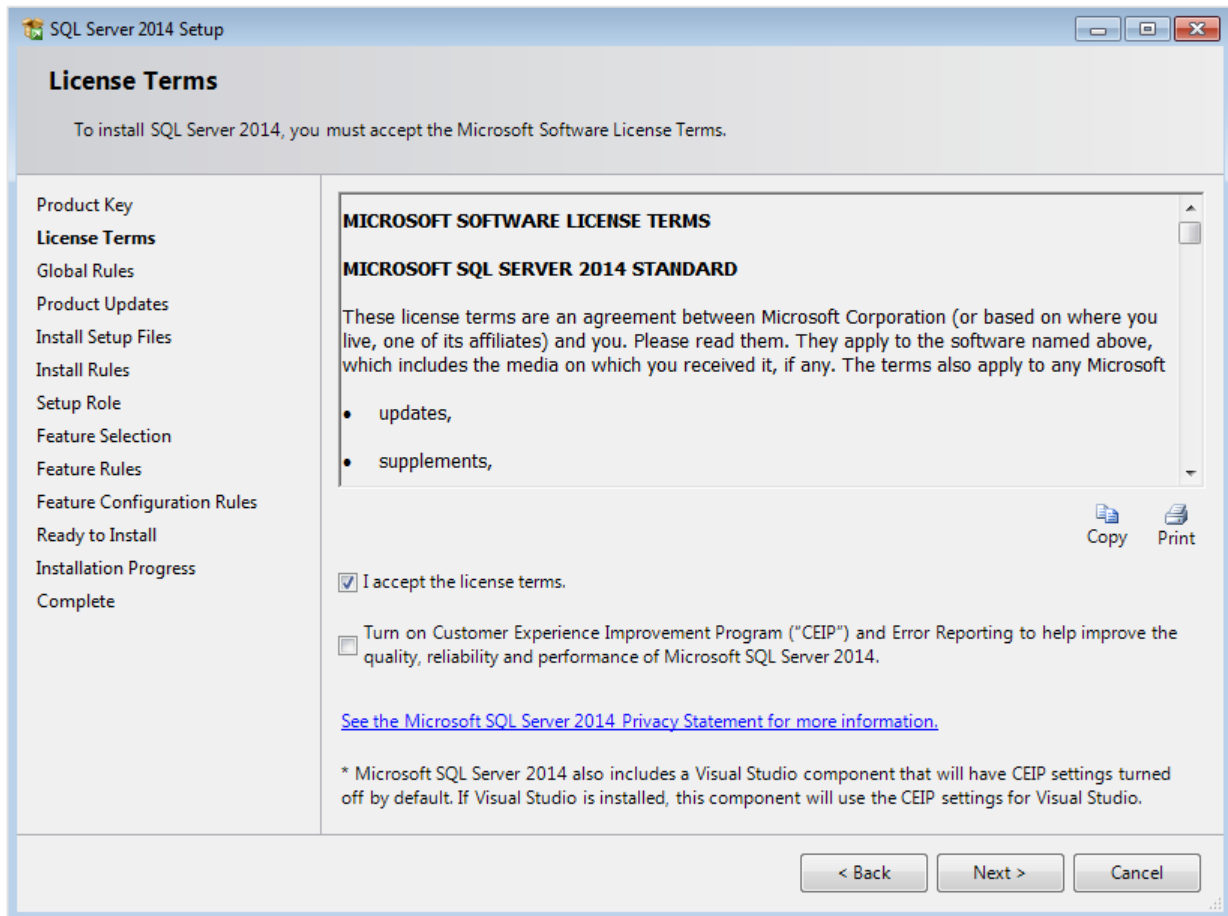 SQL Server 2014 Setup
License Terms
To install SQL Server 2014, you must accept the Microsoft Software License Terms.
Product Key
License Terms
Global Rules
Product Updates
Install Setup Files
Install Rules
Setup Role
Feature Selection
Feature Rules
Feature Configuration Rules
Ready to Install
Installation Progress
Complete
MICROSOFT SOFTWARE LICENSE TERMS
MICROSOFT SQL SERVER 2014 STANDARD
These license terms are an agreement between Microsoft Corporation (or based on where you
live, one of its affiliates) and you. Please read them. They apply to the software named above,
which includes the media on which you received it, if any. The terms also apply to any Microsoft
• updates,
• supplements,
Copy
Print
I accept the license terms.
Turn on Customer Experience Improvement Program (“CEIP”) and Error Reporting to help improve the
quality, reliability and performance of Microsoft SQL Server 2014.
See the Microsoft SQL Server 2014 Privacy Statement for more information.
* Microsoft SQL Server 2014 also includes a Visual Studio component that will have CEIP settings turned
off by default. If Visual Studio is installed, this component will use the CEIP settings for Visual Studio.
< Back
Next >
Cancel